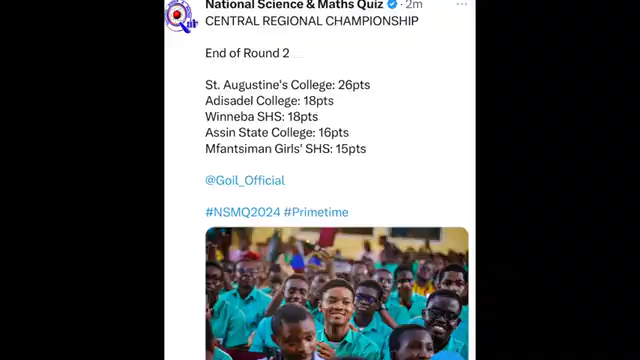 National Science & Maths Quiz · 2m
CENTRAL REGIONAL CHAMPIONSHIP
End of Round 2
St. Augustine's College: 26pts
Adisadel College: 18pts
Winneba SHS: 18pts
Assin State College: 16pts
Mfantsiman Girls' SHS: 15pts
@Goil_Official
#NSMQ2024 #Primetime